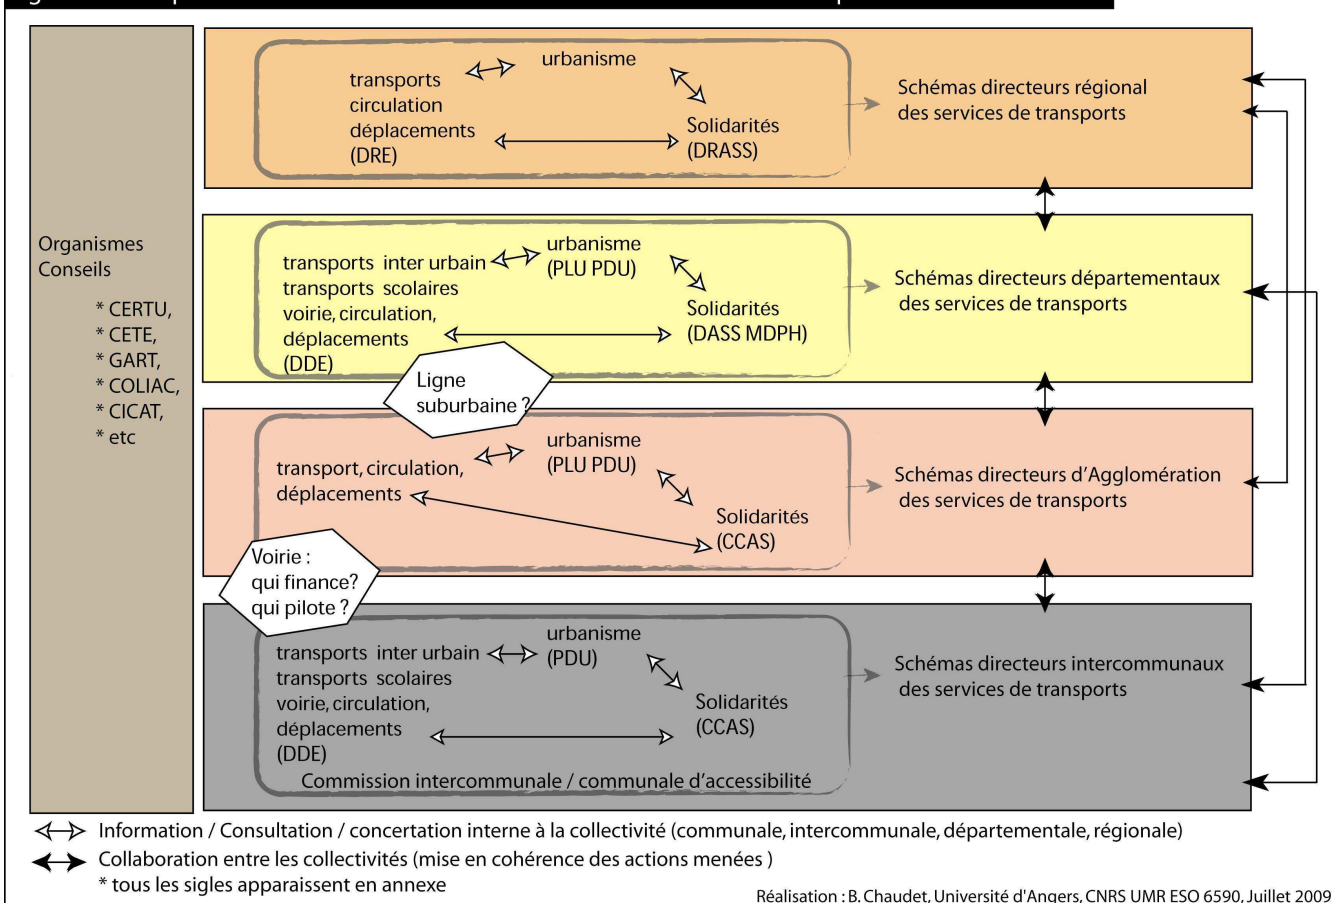 Organismes
Conseils
* CERTU,
* CETE,
* GART,
* COLIAC,
* CICAT,
* etc
urbanisme
transports
circulation
déplacements
(DRE)
Solidarités
(DRASS)
Schémas directeurs régional
des services de transports
urbanisme
(PLU PDU)
transports inter urbain
transports scolaires
voirie, circulation,
déplacements
(DDE)
Solidarités
(DASS MDPH)
Schémas directeurs départementaux
des services de transports
Ligne
suburbaine ?
urbanisme
(PLU PDU)
transport, circulation,
déplacements
Solidarités
(CCAS)
Schémas directeurs d'Agglomération
des services de transports
Voirie :
qui finance?
qui pilote ?
urbanisme
(PDU)
transports inter urbain
transports scolaires
voirie, circulation,
déplacements
(DDE)
Solidarités
(CCAS)
Commission intercommunale / communale d'accessibilité
Schémas directeurs intercommunaux
des services de transports
Information / Consultation / concertation interne à la collectivité (communale, intercommunale, départementale, régionale)
Collaboration entre les collectivités (mise en cohérence des actions menées )
* tous les sigles apparaissent en annexe
Réalisation : B. Chaudet, Université d'Angers, CNRS UMR ESO 6590, Juillet 2009